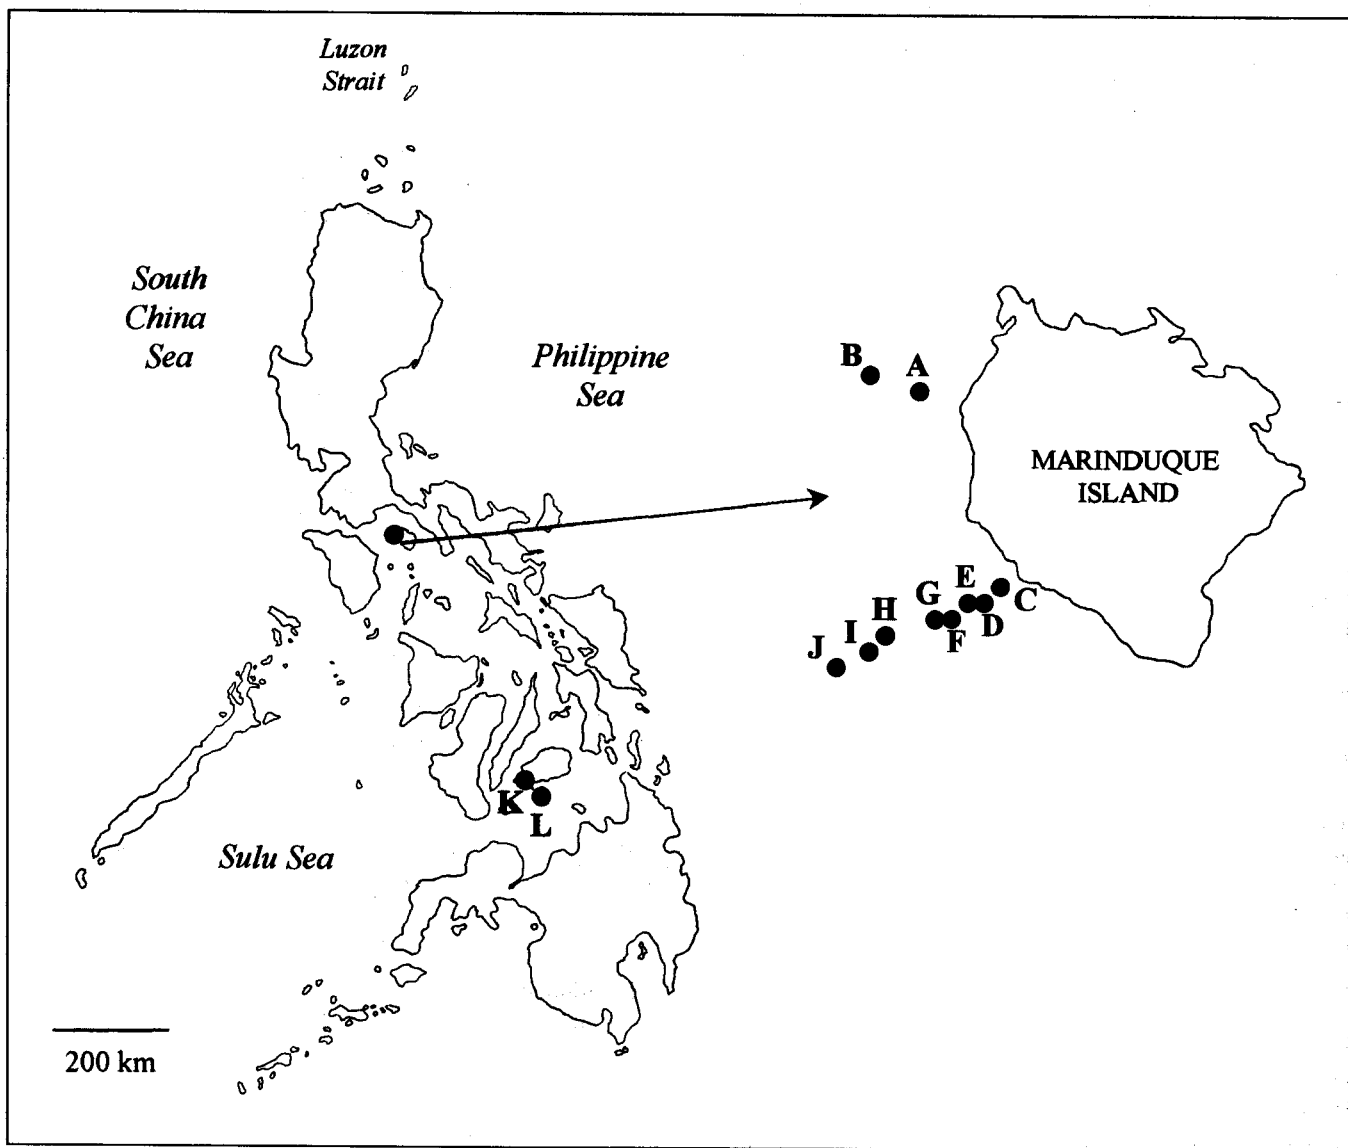 Luzon
Strait
South
China
Sea
Philippine
Sea
B
A
MARINDUQUE
ISLAND
E
C
G
D
H
F
I
J
K
L
Sulu Sea
200 km